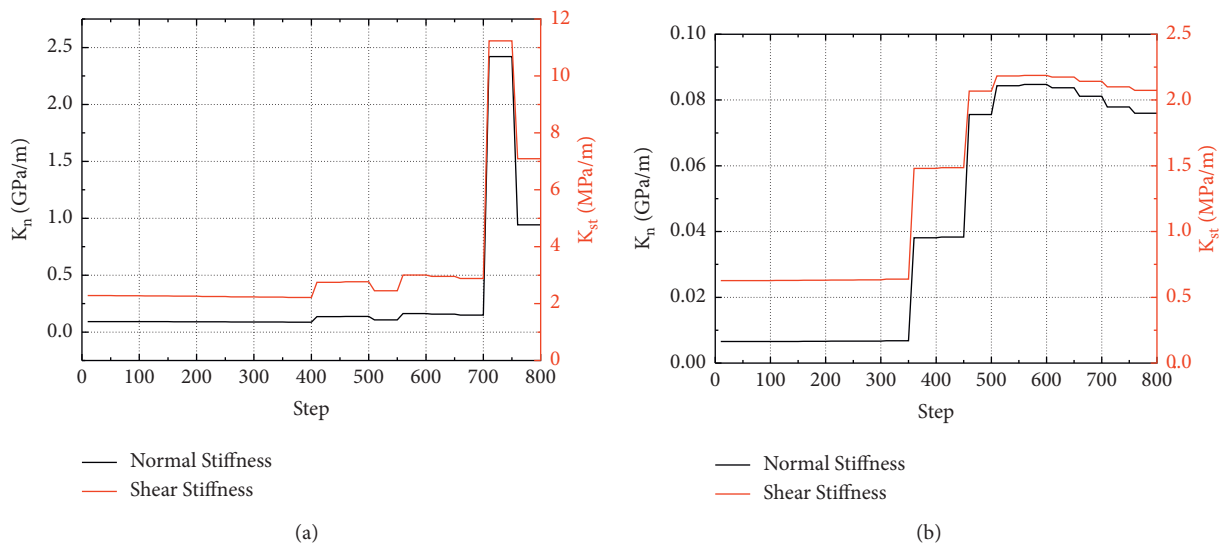 2.5
2.0
1.5
1.0
0.5
0.0
K_n (GPa/m)
12
10
8
6
4
2
0
K_st (MPa/m)
0 100 200 300 400 500 600 700 800
Step
Normal Stiffness
Shear Stiffness
(a)
0.10
0.08
0.06
0.04
0.02
0.00
K_n (GPa/m)
2.5
2.0
1.5
1.0
0.5
0.0
K_st (MPa/m)
0 100 200 300 400 500 600 700 800
Step
Normal Stiffness
Shear Stiffness
(b)